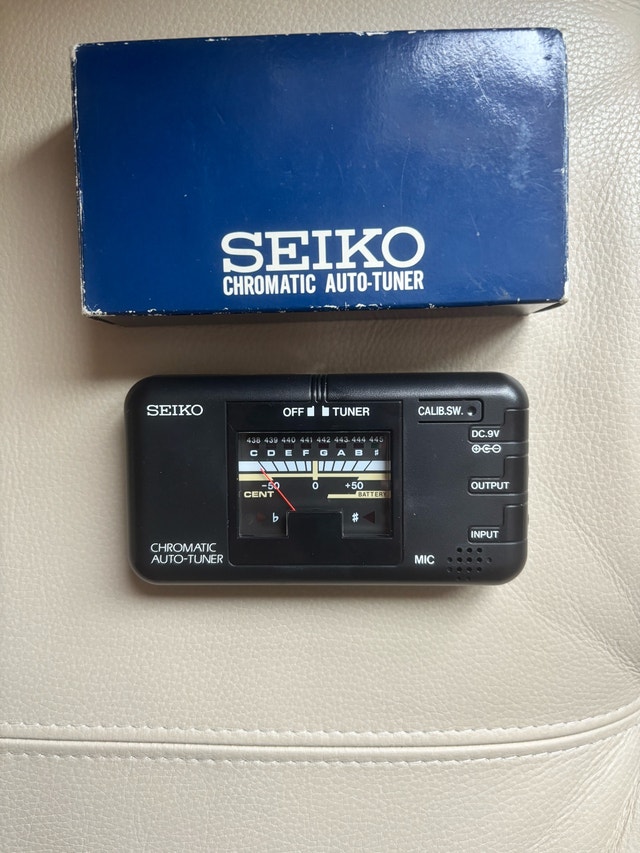 SEIKO
CHROMATIC AUTO-TUNER
SEIKO
OFF TUNER
CALIB.SW.
438 439 440 441 442 443 444 445
C D E F G A B ♯
-50 0 +50
CENT
BATTERY
♭ ♯
DC.9V
OUTPUT
INPUT
CHROMATIC
AUTO-TUNER
MIC